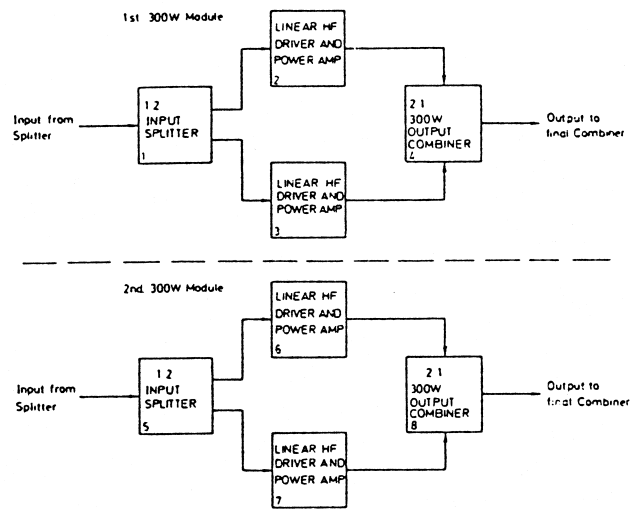 1st 300W Module
LINEAR HF
DRIVER AND
POWER AMP
2
Input from
Splitter
1 2
INPUT
SPLITTER
1
2 1
300W
OUTPUT
COMBINER
4
Output to
final Combiner
LINEAR HF
DRIVER AND
POWER AMP
3
2nd 300W Module
LINEAR HF
DRIVER AND
POWER AMP
6
Input from
Splitter
1 2
INPUT
SPLITTER
5
2 1
300W
OUTPUT
COMBINER
8
Output to
final Combiner
LINEAR HF
DRIVER AND
POWER AMP
7